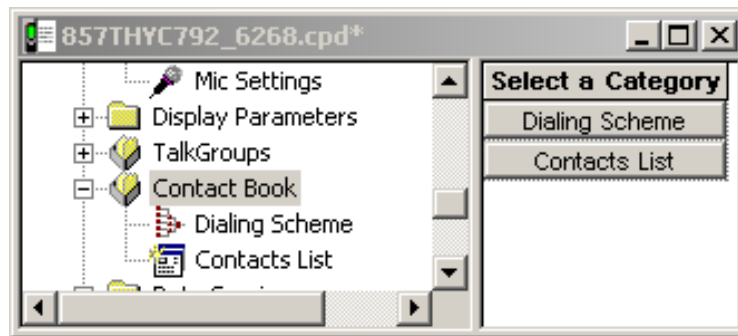 857THYC792_6268.cpd*
Mic Settings
Display Parameters
TalkGroups
Contact Book
Dialing Scheme
Contacts List
Select a Category
Dialing Scheme
Contacts List